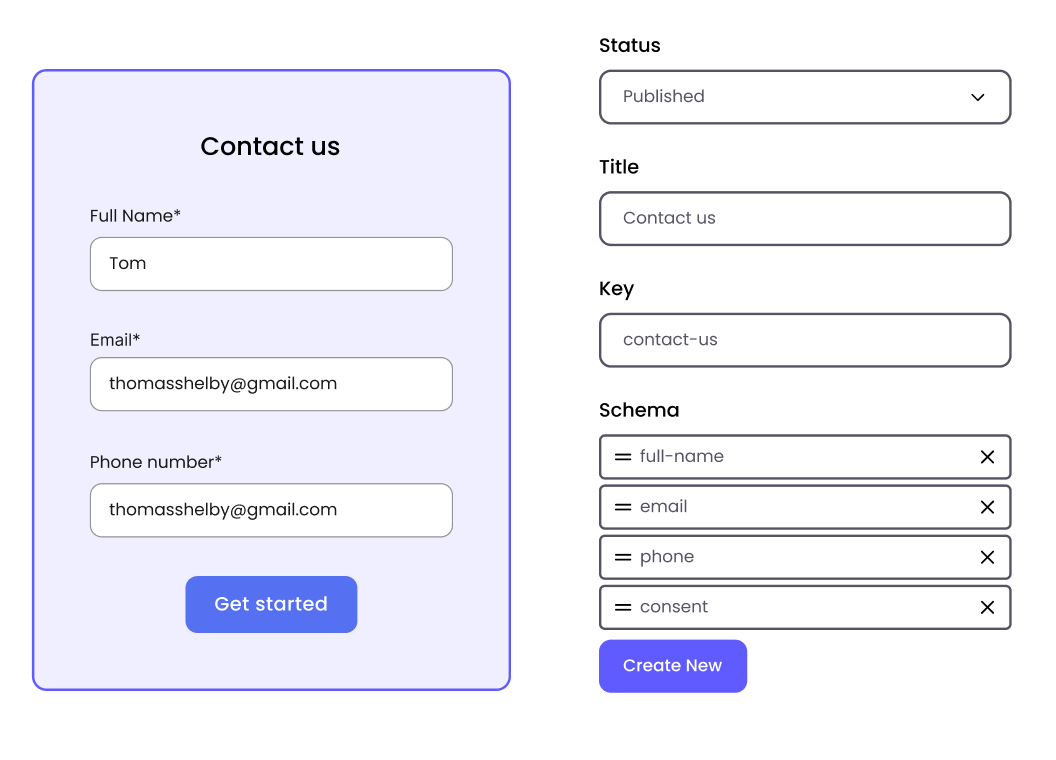 Contact us
Full Name*
Tom
Email*
thomasshelby@gmail.com
Phone number*
thomasshelby@gmail.com
Get started
Status
Published
Title
Contact us
Key
contact-us
Schema
full-name
email
phone
consent
Create New